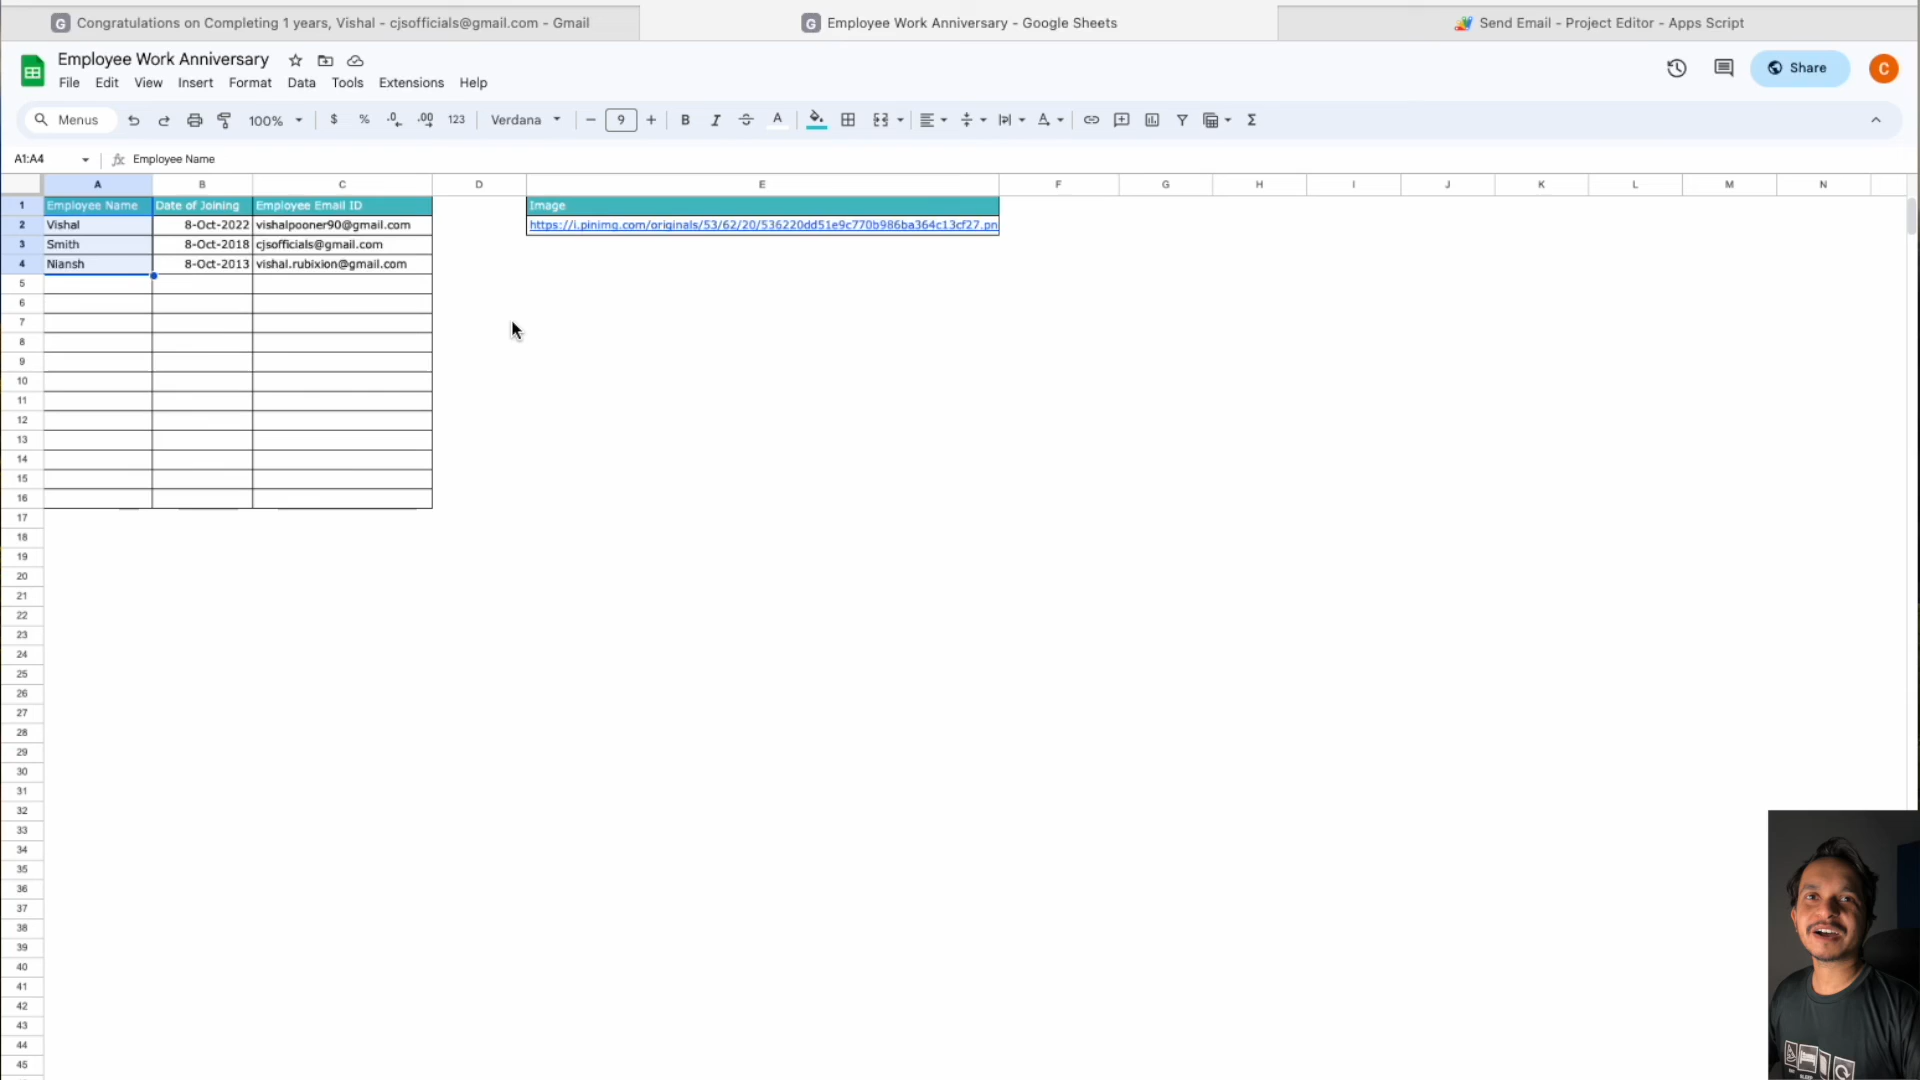 Congratulations on Completing 1 years, Vishal - cjsofficials@gmail.com - Gmail
Employee Work Anniversary - Google Sheets
Send Email - Project Editor - Apps Script
Employee Work Anniversary
File Edit View Insert Format Data Tools Extensions Help
Share
C
Menus 100% $ % .0 .00 123 Verdana 9 B I A Σ
A1:A4 fx Employee Name
A B C D E F G H I J K L M N
1 Employee Name Date of Joining Employee Email ID Image
2 Vishal 8-Oct-2022 vishalpooner90@gmail.com https://i.pinimg.com/originals/53/62/20/536220dd51e9c770b986ba364c13cf27.pn
3 Smith 8-Oct-2018 cjsofficials@gmail.com
4 Niansh 8-Oct-2013 vishal.rubixion@gmail.com
5
6
7
8
9
10
11
12
13
14
15
16
17
18
19
20
21
22
23
24
25
26
27
28
29
30
31
32
33
34
35
36
37
38
39
40
41
42
43
44
45